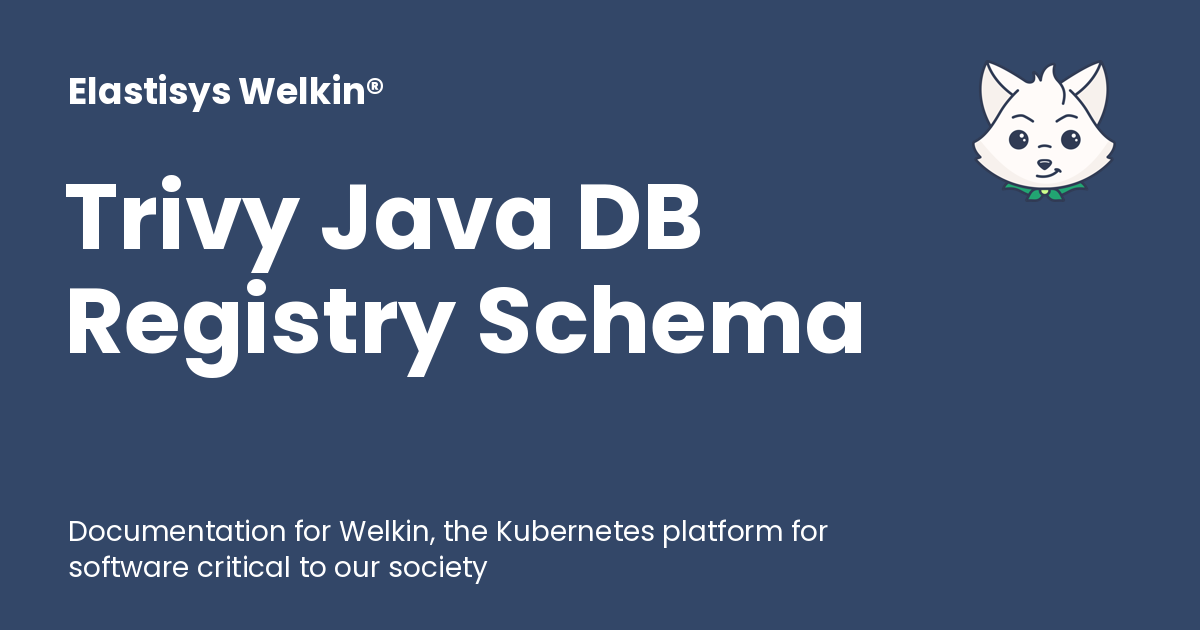 Elastisys Welkin®
Trivy Java DB
Registry Schema
Documentation for Welkin, the Kubernetes platform for
software critical to our society